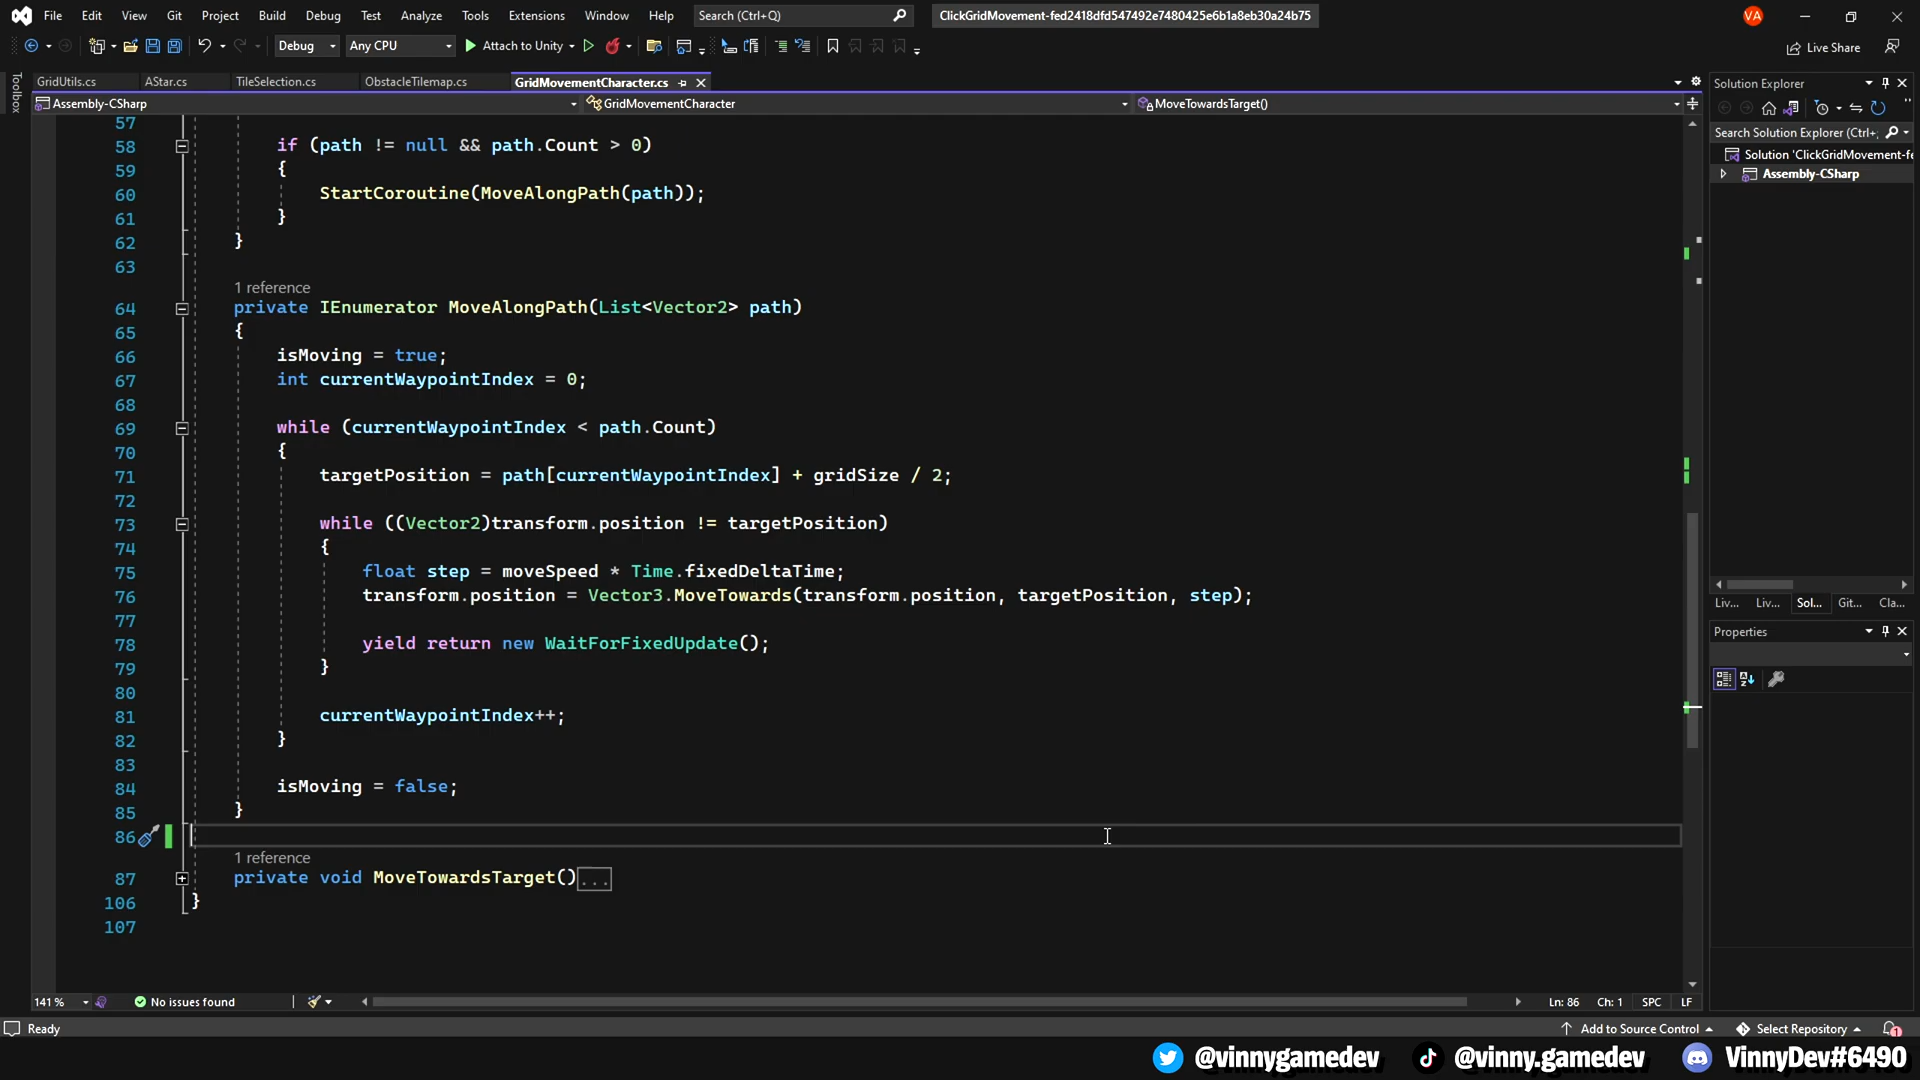 File Edit View Git Project Build Debug Test Analyze Tools Extensions Window Help Search (Ctrl+Q) ClickGridMovement-fed2418dfd547492e7480425e6b1a8eb30a24b75 VA
Debug Any CPU Attach to Unity Live Share
Toolbox
GridUtils.cs AStar.cs TileSelection.cs ObstacleTilemap.cs GridMovementCharacter.cs
Assembly-CSharp GridMovementCharacter MoveTowardsTarget()
57
58 if (path != null && path.Count > 0)
59 {
60 StartCoroutine(MoveAlongPath(path));
61 }
62 }
63
1 reference
64 private IEnumerator MoveAlongPath(List<Vector2> path)
65 {
66 isMoving = true;
67 int currentWaypointIndex = 0;
68
69 while (currentWaypointIndex < path.Count)
70 {
71 targetPosition = path[currentWaypointIndex] + gridSize / 2;
72
73 while ((Vector2)transform.position != targetPosition)
74 {
75 float step = moveSpeed * Time.fixedDeltaTime;
76 transform.position = Vector3.MoveTowards(transform.position, targetPosition, step);
77
78 yield return new WaitForFixedUpdate();
79 }
80
81 currentWaypointIndex++;
82 }
83
84 isMoving = false;
85 }
86
1 reference
87 private void MoveTowardsTarget()...
106 }
107
141 % No issues found Ln: 86 Ch: 1 SPC LF
Solution Explorer
Search Solution Explorer (Ctrl+;
Solution 'ClickGridMovement-fe
Assembly-CSharp
Liv... Liv... Sol... Git... Cla...
Properties
Ready Add to Source Control Select Repository 1
@vinnygamedev @vinny.gamedev VinnyDev#6490